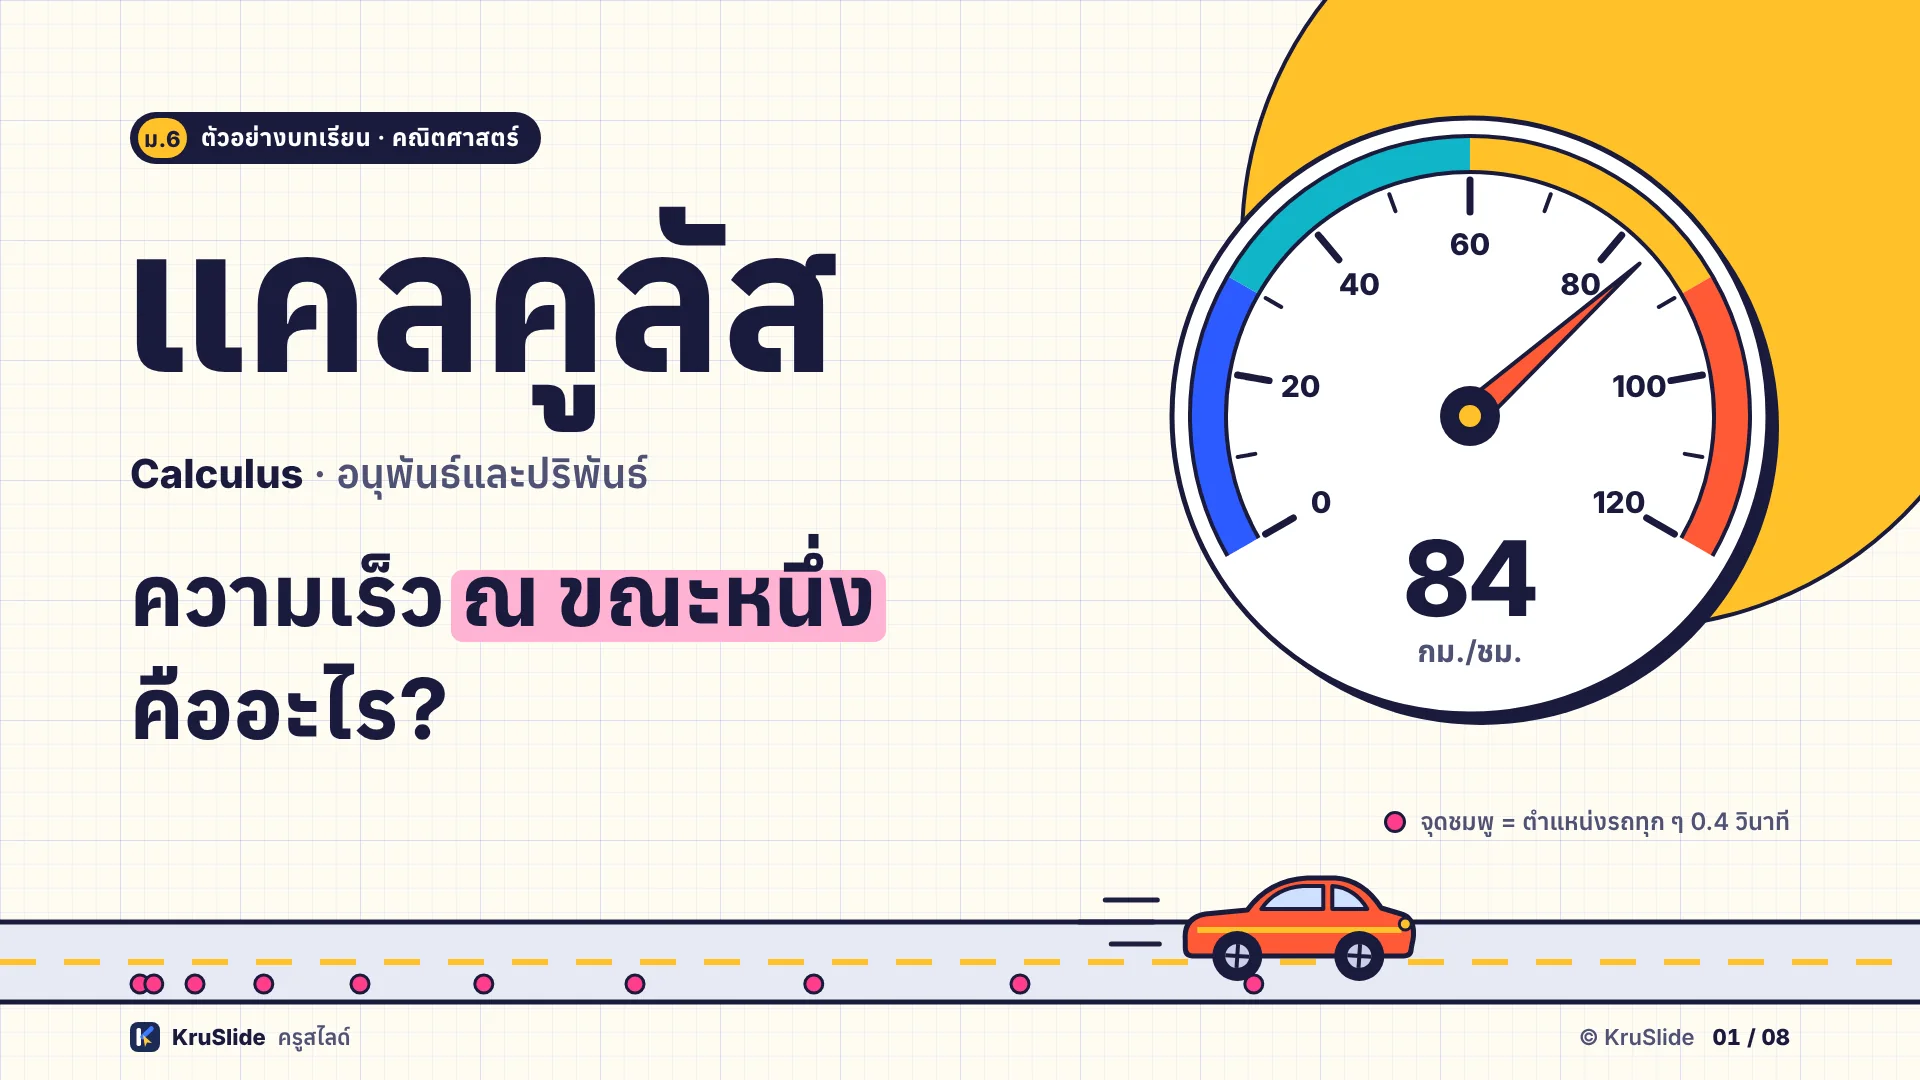 ม.6 ตัวอย่างบทเรียน · คณิตศาสตร์
แคลคูลัส
Calculus · อนุพันธ์และปริพันธ์
ความเร็ว ณ ขณะหนึ่ง
คืออะไร?
0
20
40
60
80
100
120
84
กม./ชม.
จุดชมพู = ตำแหน่งรถทุก ๆ 0.4 วินาที
KruSlide ครูสไลด์
© KruSlide 01 / 08